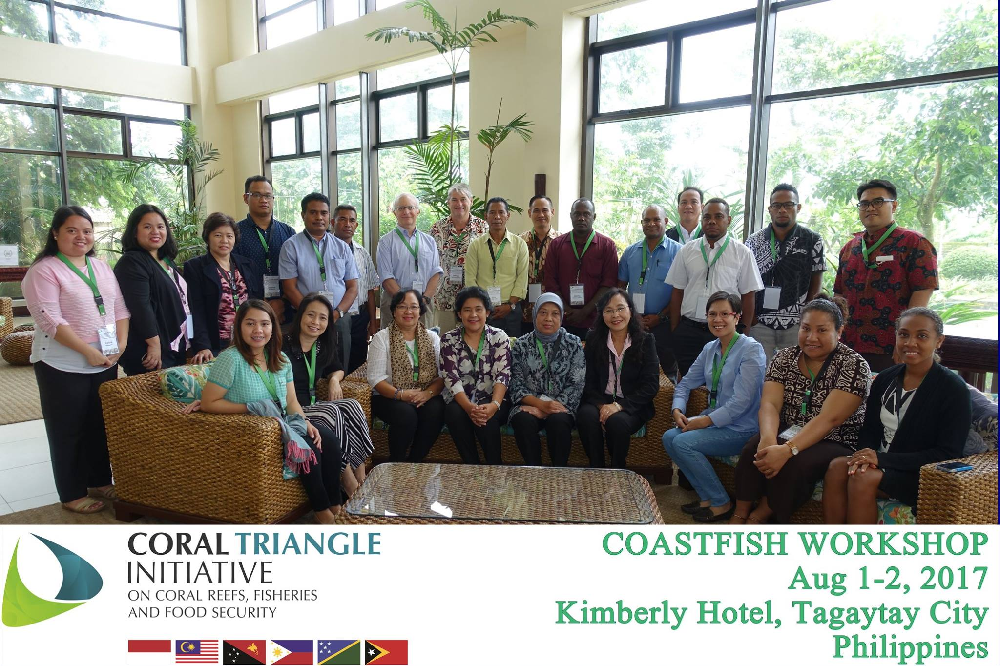 Carina
CORAL TRIANGLE
INITIATIVE
ON CORAL REEFS, FISHERIES
AND FOOD SECURITY
COASTFISH WORKSHOP
Aug 1-2, 2017
Kimberly Hotel, Tagaytay City
Philippines